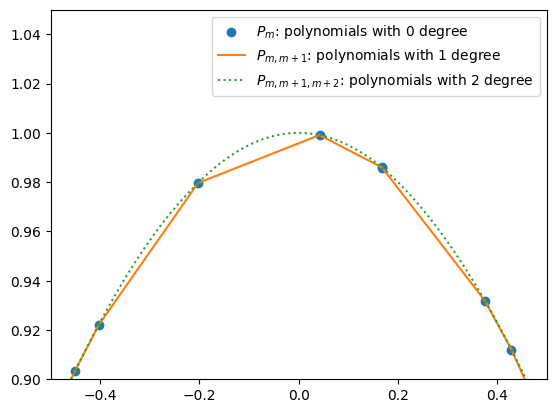 P_m: polynomials with 0 degree
P_{m,m+1}: polynomials with 1 degree
P_{m,m+1,m+2}: polynomials with 2 degree
1.04
1.02
1.00
0.98
0.96
0.94
0.92
0.90
−0.4 −0.2 0.0 0.2 0.4